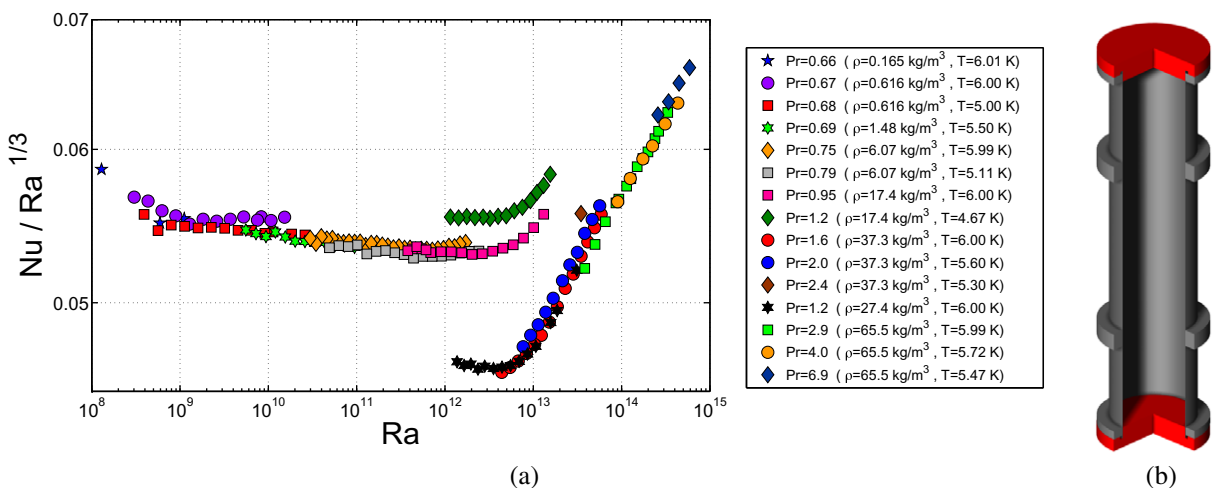 0.07
0.06
0.05
Nu / Ra 1/3
10^8 10^9 10^10 10^11 10^12 10^13 10^14 10^15
Ra
Pr=0.66 ( ρ=0.165 kg/m³ , T=6.01 K)
Pr=0.67 ( ρ=0.616 kg/m³ , T=6.00 K)
Pr=0.68 ( ρ=0.616 kg/m³ , T=5.00 K)
Pr=0.69 ( ρ=1.48 kg/m³ , T=5.50 K)
Pr=0.75 ( ρ=6.07 kg/m³ , T=5.99 K)
Pr=0.79 ( ρ=6.07 kg/m³ , T=5.11 K)
Pr=0.95 ( ρ=17.4 kg/m³ , T=6.00 K)
Pr=1.2 ( ρ=17.4 kg/m³ , T=4.67 K)
Pr=1.6 ( ρ=37.3 kg/m³ , T=6.00 K)
Pr=2.0 ( ρ=37.3 kg/m³ , T=5.60 K)
Pr=2.4 ( ρ=37.3 kg/m³ , T=5.30 K)
Pr=1.2 ( ρ=27.4 kg/m³ , T=6.00 K)
Pr=2.9 ( ρ=65.5 kg/m³ , T=5.99 K)
Pr=4.0 ( ρ=65.5 kg/m³ , T=5.72 K)
Pr=6.9 ( ρ=65.5 kg/m³ , T=5.47 K)
(a)
(b)